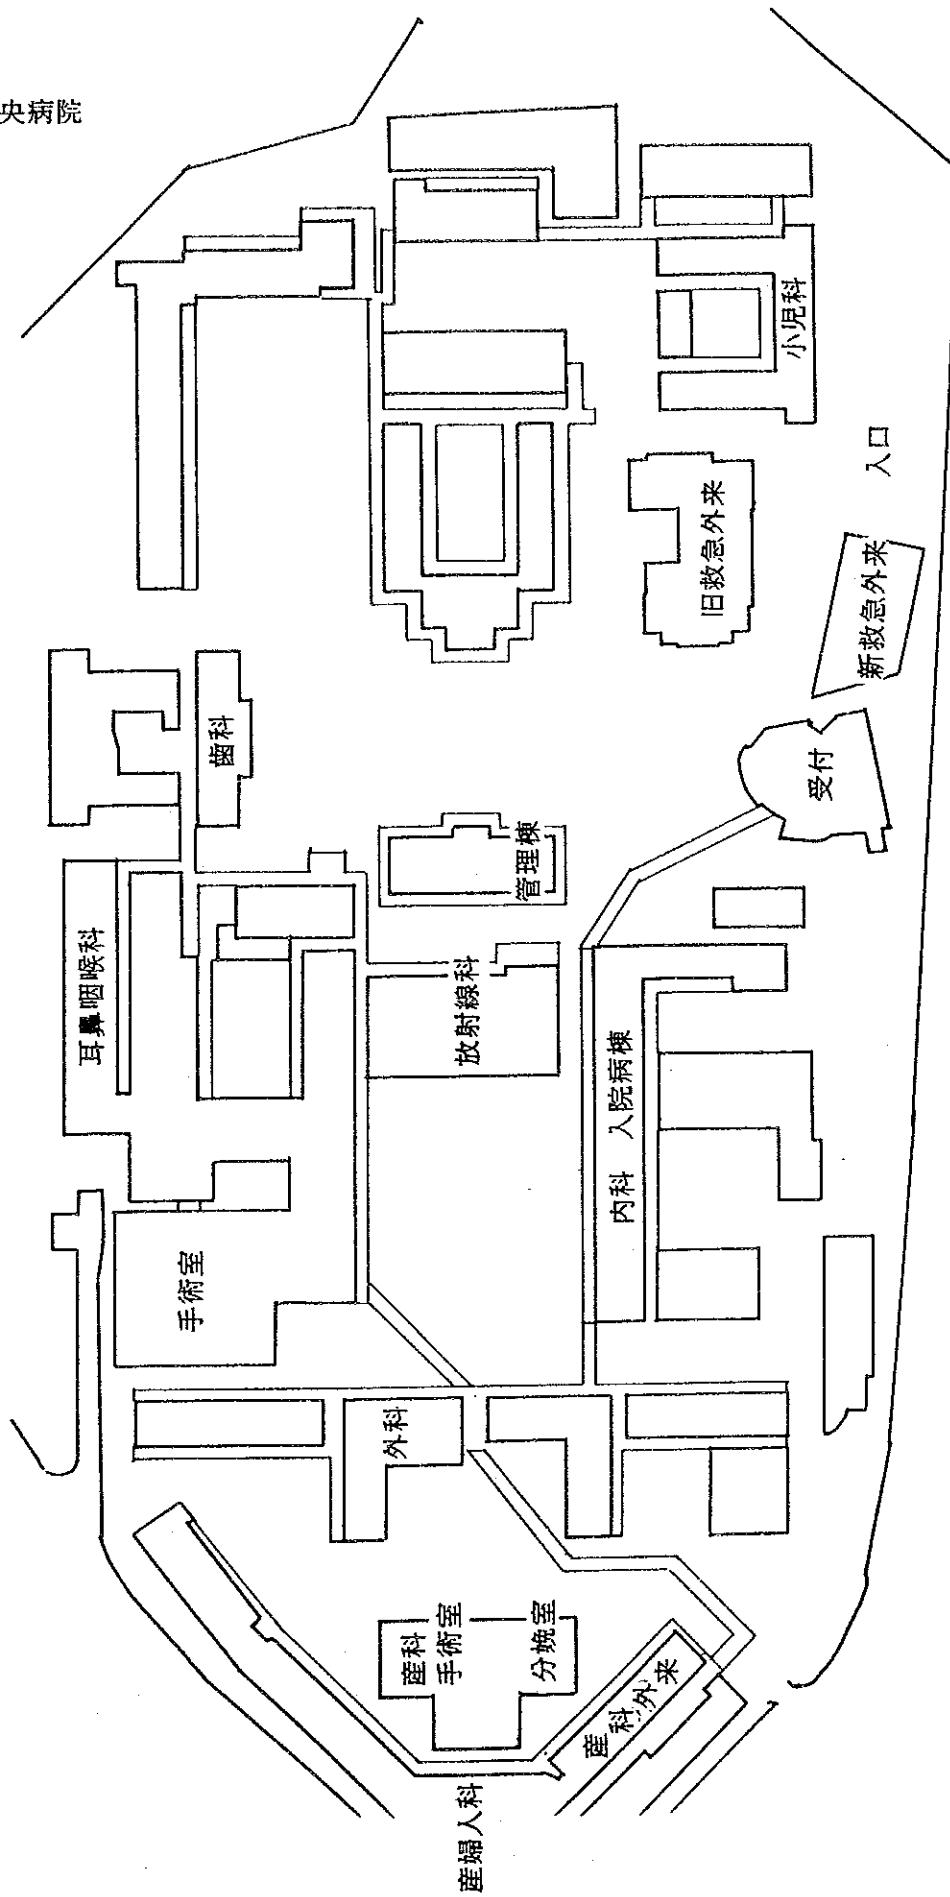 央病院
小児科
入口
旧救急外来
新救急外来
受付
歯科
管理棟
耳鼻咽喉科
放射線科
内科 入院病棟
手術室
外科
産科
手術室
分娩室
産科外来
産婦人科